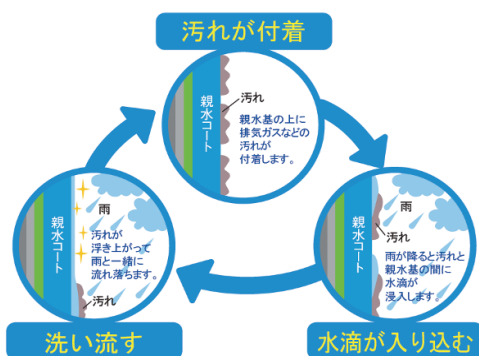 汚れが付着
親水コート
汚れ
親水基の上に
排気ガスなどの
汚れが
付着します。
親水コート
雨
汚れ
雨が降ると汚れと
親水基の間に
水滴が
浸入します。
水滴が入り込む
親水コート
雨
汚れが
浮き上がって
雨と一緒に
流れ落ちます。
汚れ
洗い流す